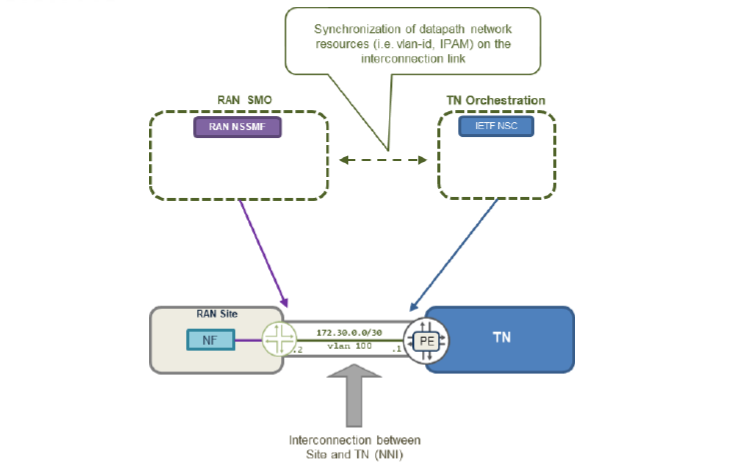 Synchronization of datapath network
resources (i.e. vlan-id, IPAM) on the
interconnection link
RAN SMO
TN Orchestration
RAN NSSMF
IETF NSC
RAN Site
NF
172.30.0.0/30
vlan 100
.2
.1
PE
TN
Interconnection between
Site and TN (NNI)